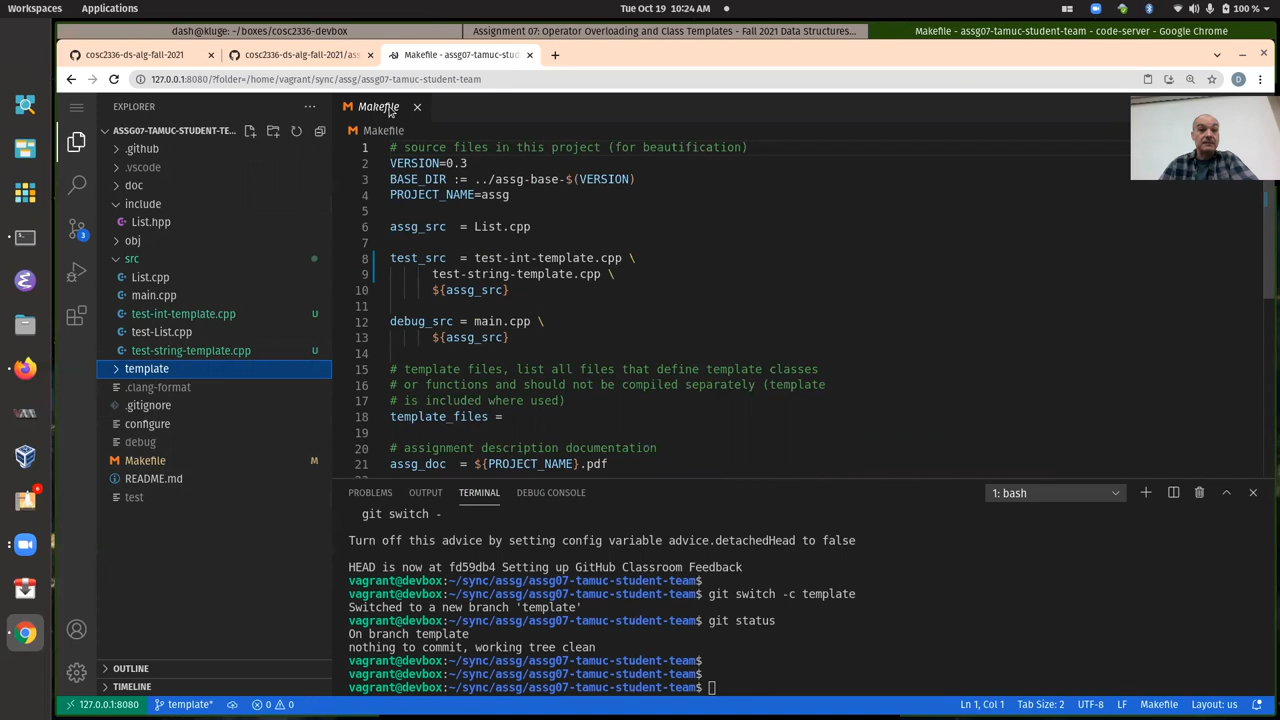 Workspaces Applications Tue Oct 19 10:24 AM 100 %
dash@kluge: ~/boxes/cosc2336-devbox Assignment 07: Operator Overloading and Class Templates - Fall 2021 Data Structures... Makefile - assg07-tamuc-student-team - code-server - Google Chrome
cosc2336-ds-alg-fall-2021 cosc2336-ds-alg-fall-2021/ass Makefile - assg07-tamuc-stud
127.0.0.1:8080/?folder=/home/vagrant/sync/assg/assg07-tamuc-student-team D
EXPLORER
ASSG07-TAMUC-STUDENT-TE...
.github
.vscode
doc
include
List.hpp
obj
src
List.cpp
main.cpp
test-int-template.cpp U
test-List.cpp
test-string-template.cpp U
template
.clang-format
.gitignore
configure
debug
Makefile M
README.md
test
OUTLINE
TIMELINE
3
6
Makefile
Makefile
1 # source files in this project (for beautification)
2 VERSION=0.3
3 BASE_DIR := ../assg-base-$(VERSION)
4 PROJECT_NAME=assg
5
6 assg_src = List.cpp
7
8 test_src = test-int-template.cpp \
9 test-string-template.cpp \
10 ${assg_src}
11
12 debug_src = main.cpp \
13 ${assg_src}
14
15 # template files, list all files that define template classes
16 # or functions and should not be compiled separately (template
17 # is included where used)
18 template_files =
19
20 # assignment description documentation
21 assg_doc = ${PROJECT_NAME}.pdf
PROBLEMS OUTPUT TERMINAL DEBUG CONSOLE 1: bash
git switch -
Turn off this advice by setting config variable advice.detachedHead to false
HEAD is now at fd59db4 Setting up GitHub Classroom Feedback
vagrant@devbox:~/sync/assg/assg07-tamuc-student-team$
vagrant@devbox:~/sync/assg/assg07-tamuc-student-team$ git switch -c template
Switched to a new branch 'template'
vagrant@devbox:~/sync/assg/assg07-tamuc-student-team$ git status
On branch template
nothing to commit, working tree clean
vagrant@devbox:~/sync/assg/assg07-tamuc-student-team$
vagrant@devbox:~/sync/assg/assg07-tamuc-student-team$
vagrant@devbox:~/sync/assg/assg07-tamuc-student-team$
127.0.0.1:8080 template* 0 0 Ln 1, Col 1 Tab Size: 2 UTF-8 LF Makefile Layout: us